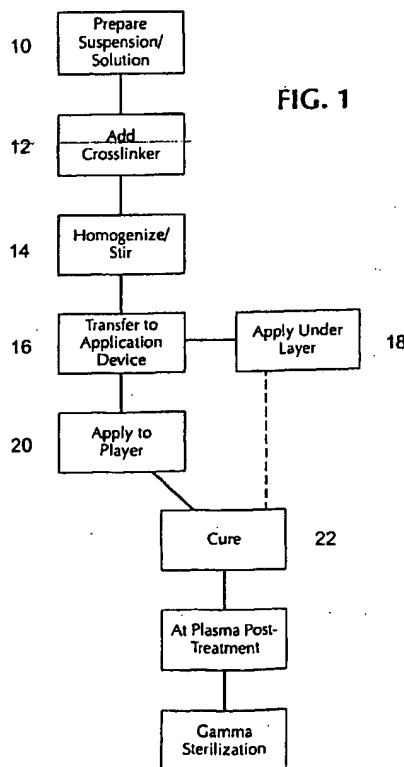 FIG. 1
10
Prepare
Suspension/
Solution
12
Add
Crosslinker
14
Homogenize/
Stir
16
Transfer to
Application
Device
Apply Under
Layer
18
20
Apply to
Player
Cure
22
At Plasma Post-
Treatment
Gamma
Sterilization